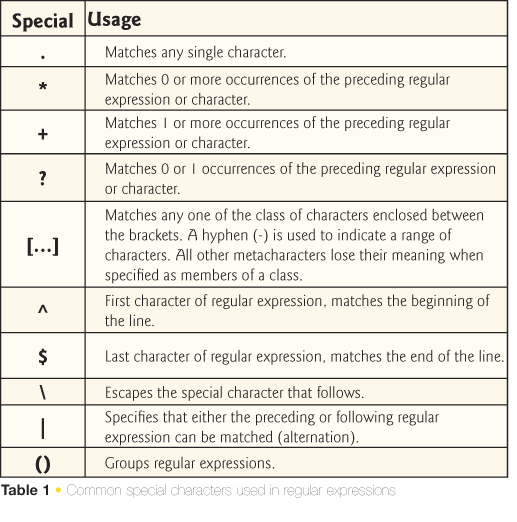 Special Usage
. Matches any single character.
* Matches 0 or more occurrences of the preceding regular
expression or character.
+ Matches 1 or more occurrences of the preceding regular
expression or character.
? Matches 0 or 1 occurrences of the preceding regular expression
or character.
[...] Matches any one of the class of characters enclosed between
the brackets. A hyphen (-) is used to indicate a range of
characters. All other metacharacters lose their meaning when
specified as members of a class.
^ First character of regular expression, matches the beginning of
the line.
$ Last character of regular expression, matches the end of the line.
\ Escapes the special character that follows.
| Specifies that either the preceding or following regular
expression can be matched (alternation).
() Groups regular expressions.
Table 1 • Common special characters used in regular expressions